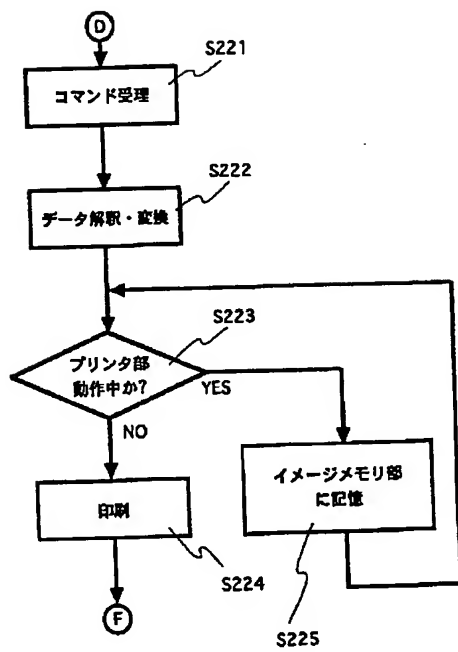 D
S221
コマンド受理
S222
データ解釈・変換
S223
プリンタ部
動作中か?
YES
NO
イメージメモリ部
に記憶
印刷
S224
F
S225